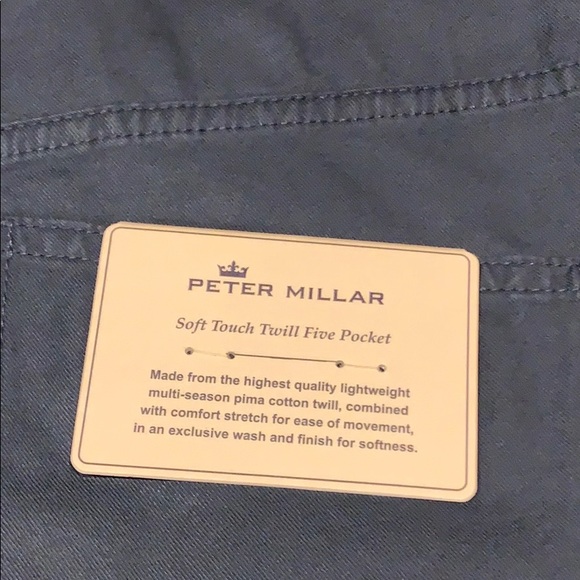 PETER MILLAR
Soft Touch Twill Five Pocket
Made from the highest quality lightweight
multi-season pima cotton twill, combined
with comfort stretch for ease of movement,
in an exclusive wash and finish for softness.